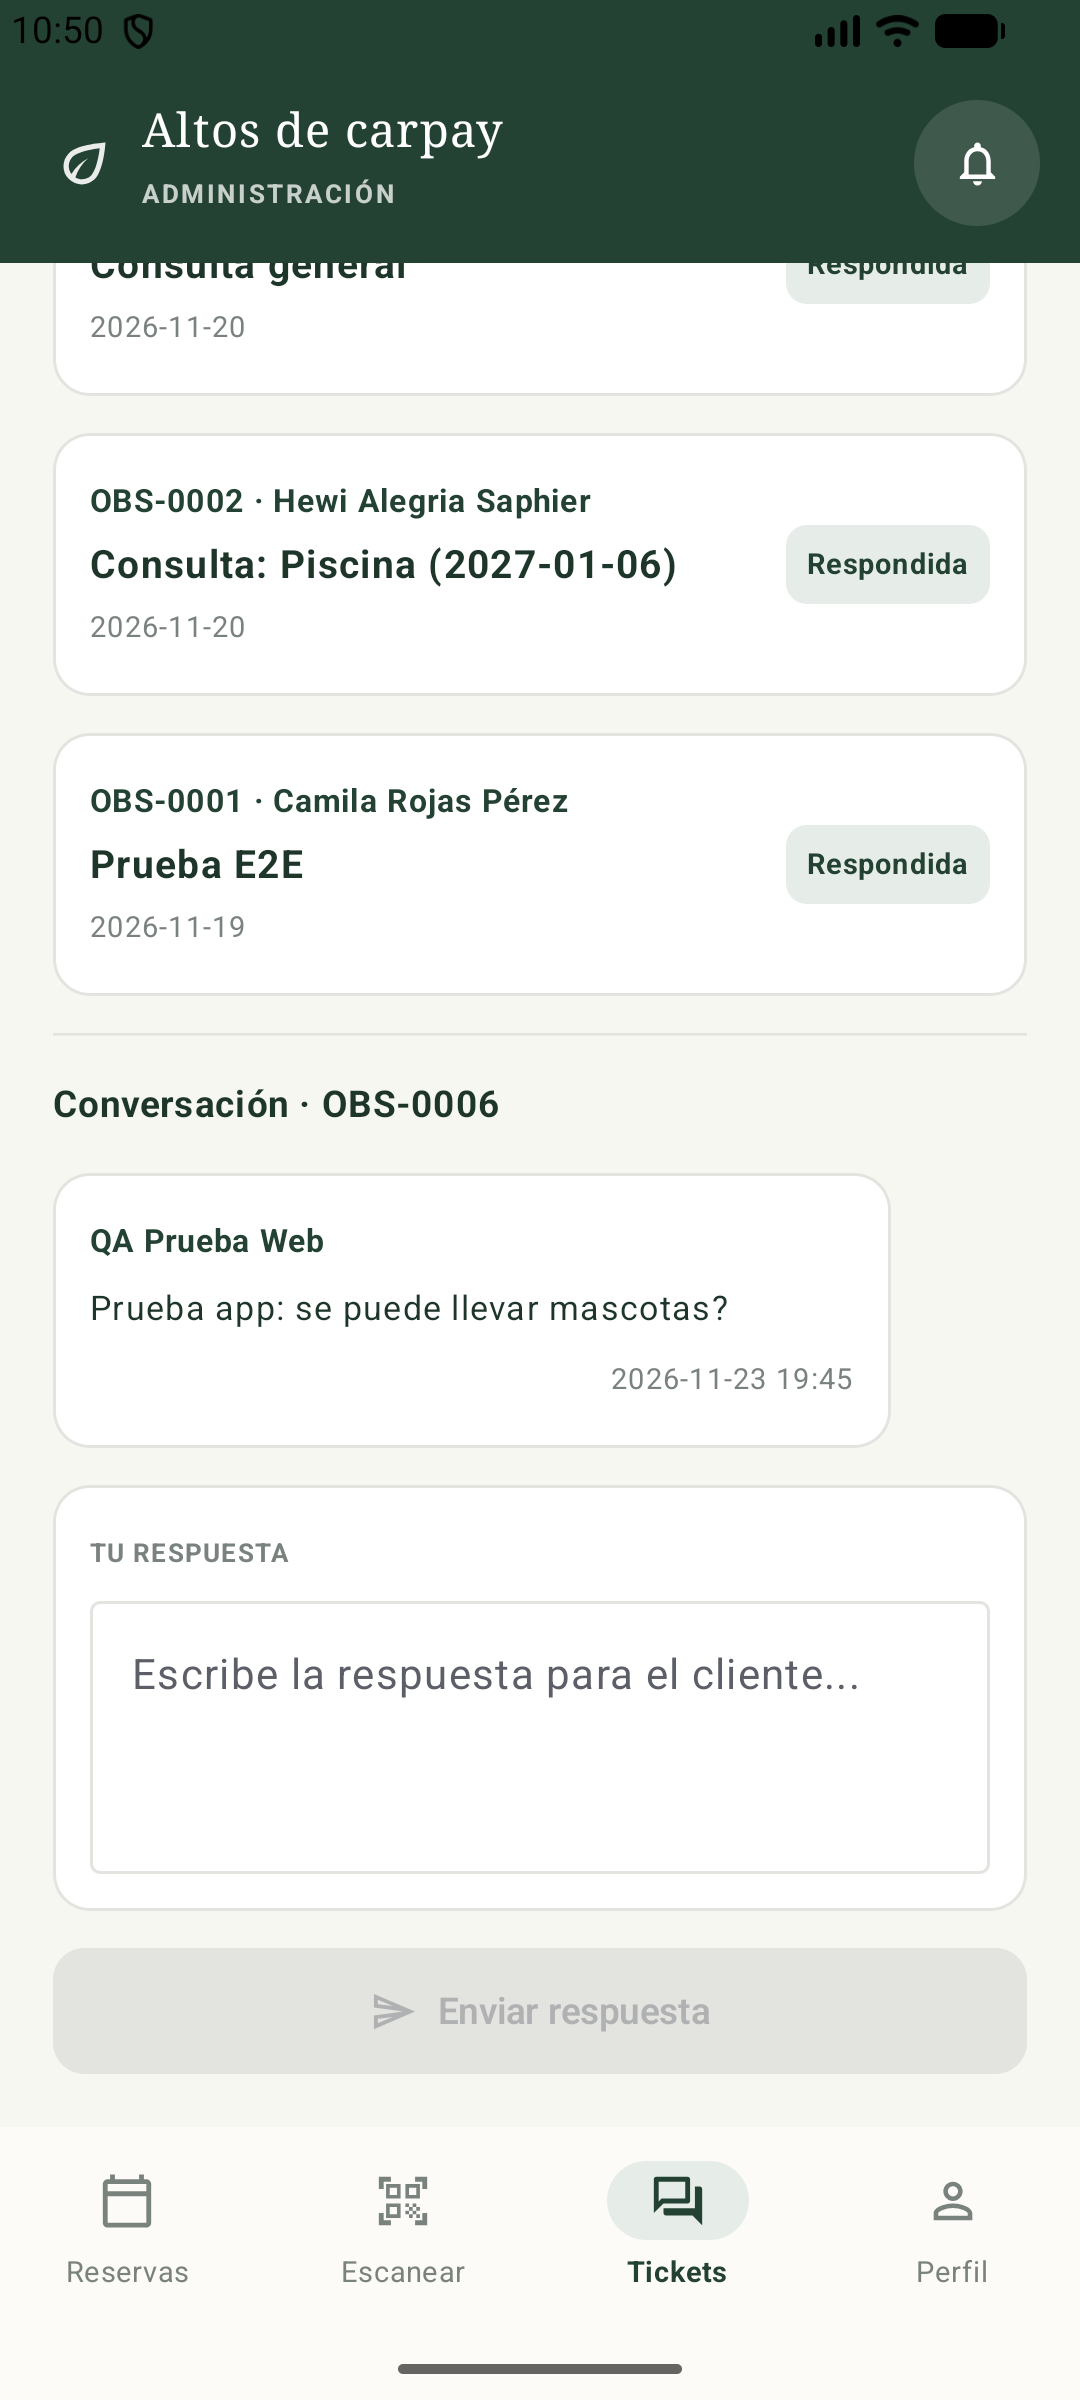 10:50
Altos de carpay
ADMINISTRACIÓN
Consulta general
Respondida
2026-11-20
OBS-0002 · Hewi Alegria Saphier
Consulta: Piscina (2027-01-06)
Respondida
2026-11-20
OBS-0001 · Camila Rojas Pérez
Prueba E2E
Respondida
2026-11-19
Conversación · OBS-0006
QA Prueba Web
Prueba app: se puede llevar mascotas?
2026-11-23 19:45
TU RESPUESTA
Escribe la respuesta para el cliente...
Enviar respuesta
Reservas
Escanear
Tickets
Perfil